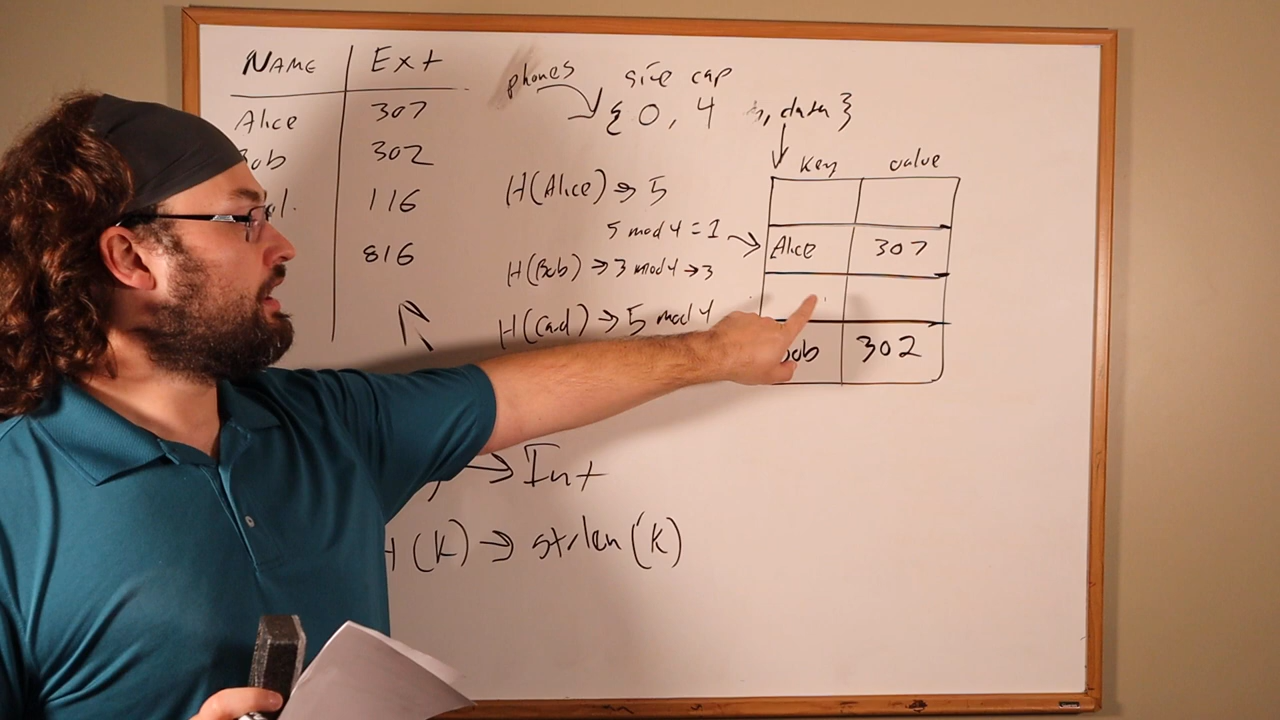 NAME Ext
Alice 307
302
116
816
phones
size cap
{ 0, 4 , data }
H(Alice) → 5
5 mod 4 = 1 →
H(Bob) → 3 mod 4 → 3
5 mod 4
key value
Alice 307
302
→ Int
(K) → strlen(K)